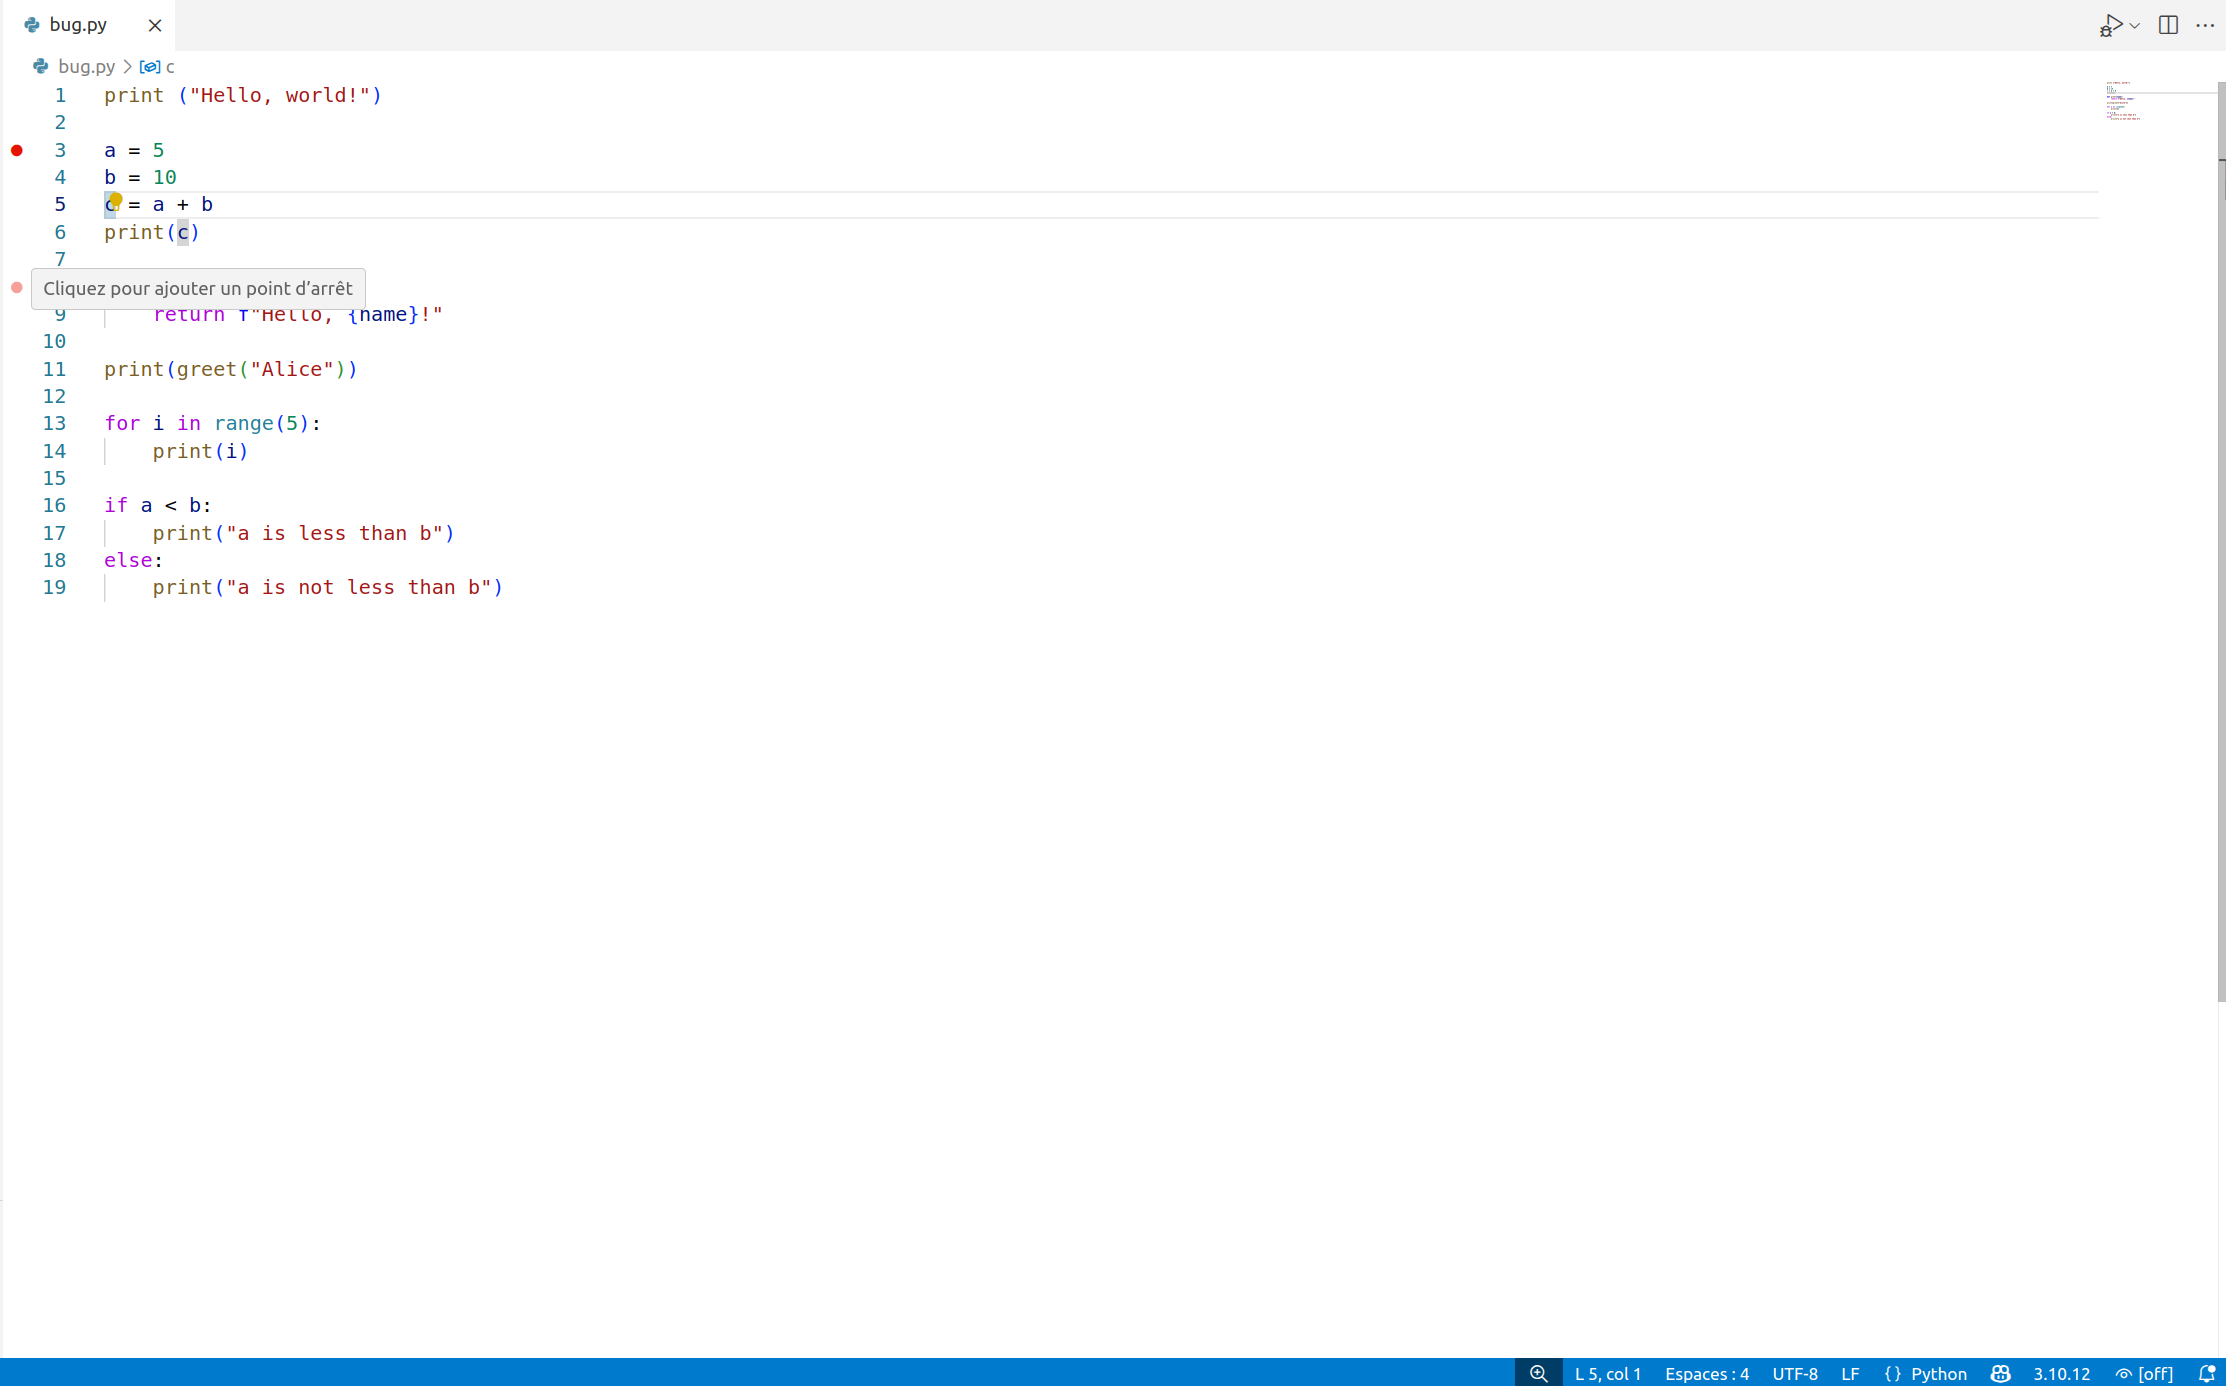 bug.py
bug.py > c
1 print ("Hello, world!")
2
3 a = 5
4 b = 10
5 c = a + b
6 print(c)
7
Cliquez pour ajouter un point d'arrêt
9 return f"Hello, {name}!"
10
11 print(greet("Alice"))
12
13 for i in range(5):
14 print(i)
15
16 if a < b:
17 print("a is less than b")
18 else:
19 print("a is not less than b")
L 5, col 1 Espaces : 4 UTF-8 LF {} Python 3.10.12 [off]